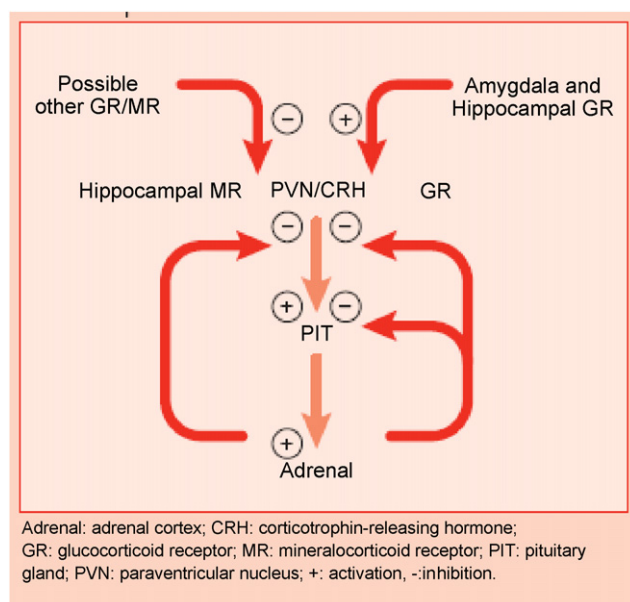 Possible
other GR/MR
−
+
Amygdala and
Hippocampal GR
Hippocampal MR
PVN/CRH
GR
−
−
+
−
PIT
+
Adrenal
Adrenal: adrenal cortex; CRH: corticotrophin-releasing hormone;
GR: glucocorticoid receptor; MR: mineralocorticoid receptor; PIT: pituitary
gland; PVN: paraventricular nucleus; +: activation, -:inhibition.